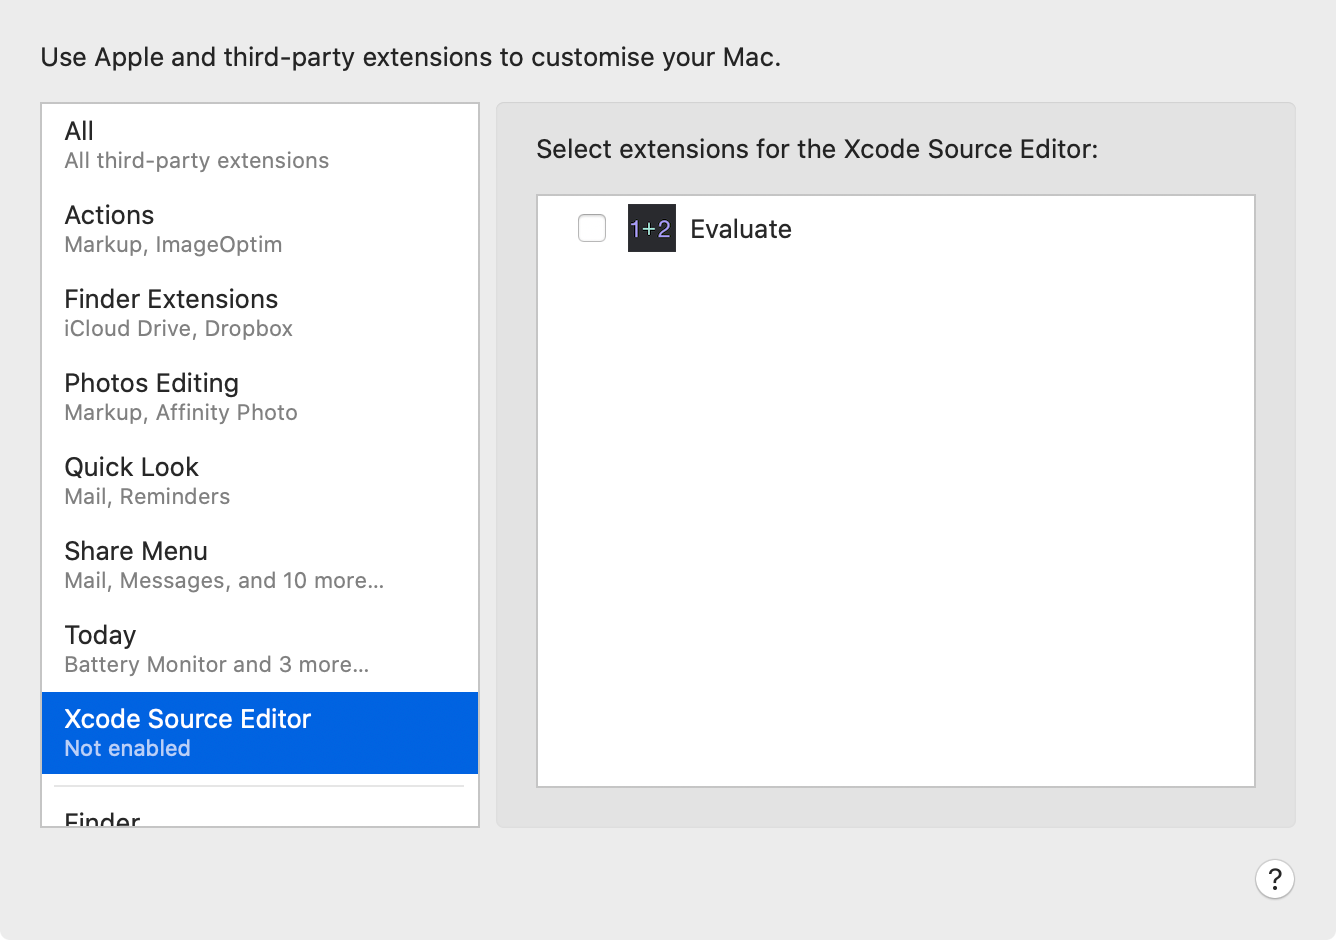 Use Apple and third-party extensions to customise your Mac.
All
All third-party extensions
Actions
Markup, ImageOptim
Finder Extensions
iCloud Drive, Dropbox
Photos Editing
Markup, Affinity Photo
Quick Look
Mail, Reminders
Share Menu
Mail, Messages, and 10 more...
Today
Battery Monitor and 3 more...
Xcode Source Editor
Not enabled
Finder
Select extensions for the Xcode Source Editor:
1+2 Evaluate
?